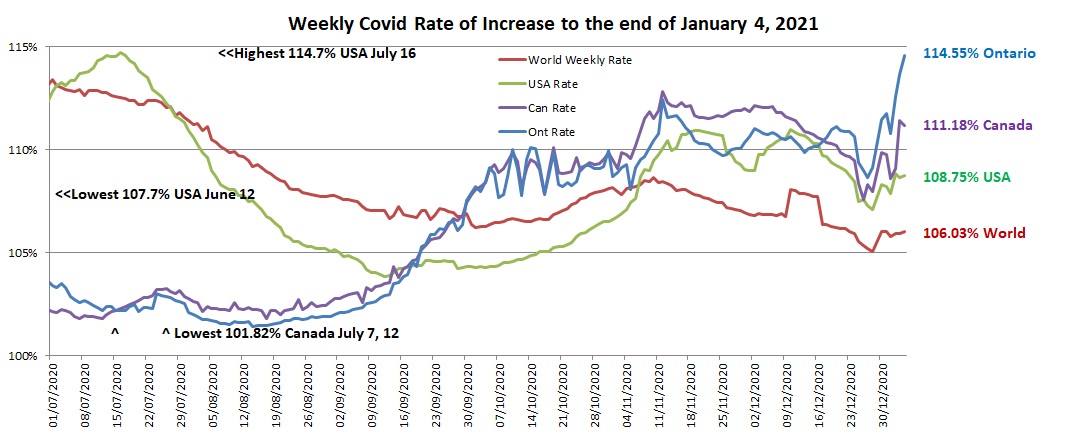 Weekly Covid Rate of Increase to the end of January 4, 2021
115%
110%
105%
100%
<<Highest 114.7% USA July 16
<<Lowest 107.7% USA June 12
^
^ Lowest 101.82% Canada July 7, 12
World Weekly Rate
USA Rate
Can Rate
Ont Rate
114.55% Ontario
111.18% Canada
108.75% USA
106.03% World
01/07/2020
08/07/2020
15/07/2020
22/07/2020
29/07/2020
05/08/2020
12/08/2020
19/08/2020
26/08/2020
02/09/2020
09/09/2020
16/09/2020
23/09/2020
30/09/2020
07/10/2020
14/10/2020
21/10/2020
28/10/2020
04/11/2020
11/11/2020
18/11/2020
25/11/2020
02/12/2020
09/12/2020
16/12/2020
23/12/2020
30/12/2020